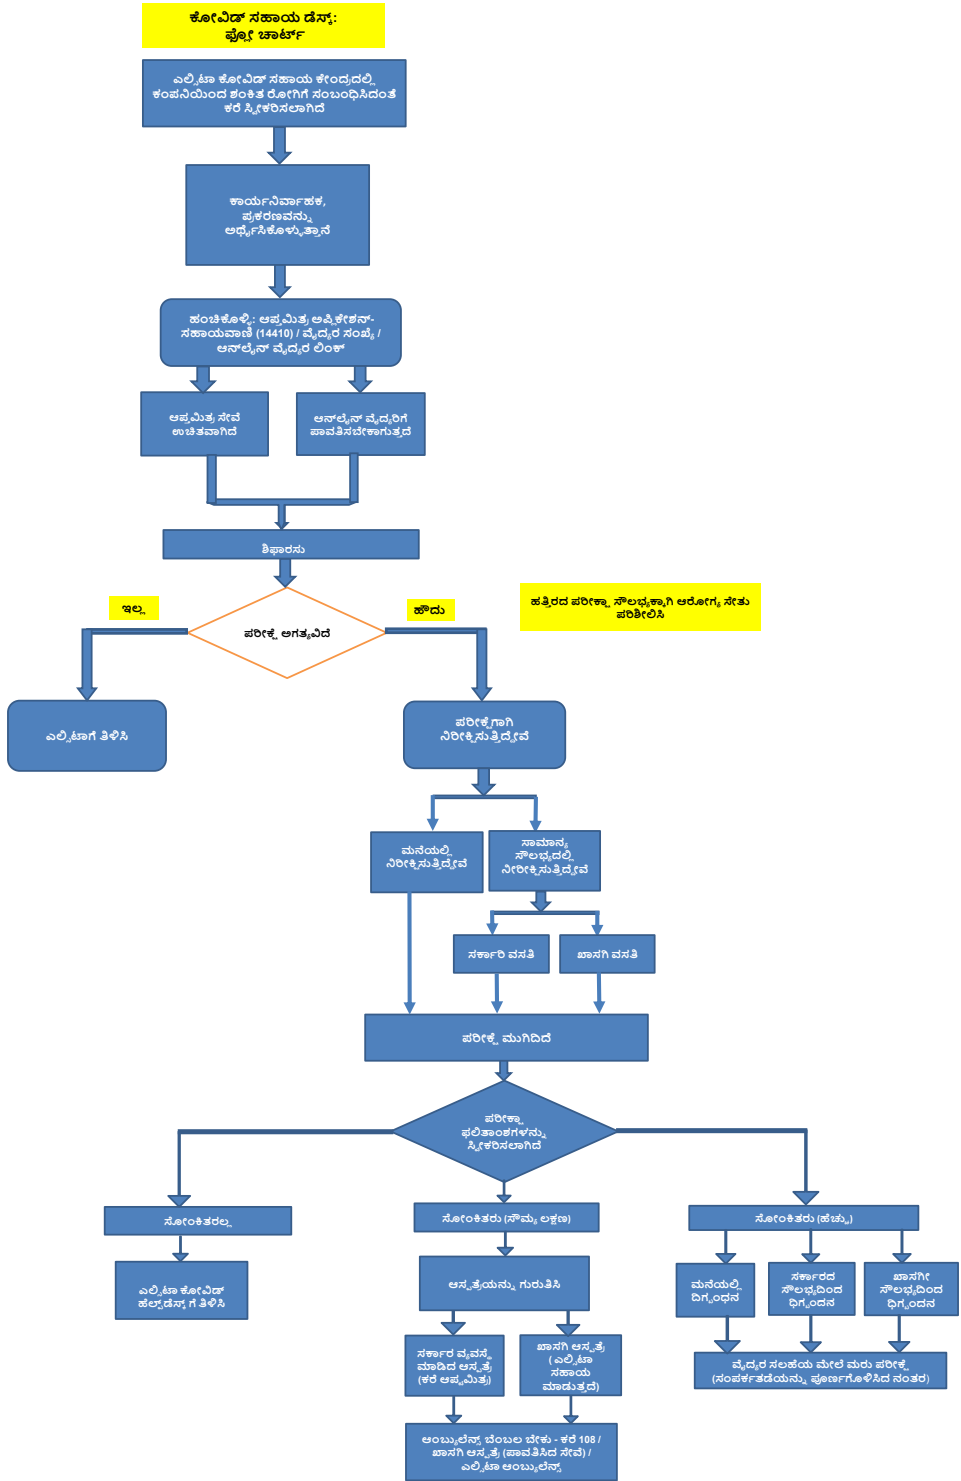 ಕೋವಿಡ್ ಸಹಾಯ ಡೆಸ್ಕ್:
ಫ್ಲೋ ಚಾರ್ಟ್
ಎಲ್ಸಿಟಾ ಕೋವಿಡ್ ಸಹಾಯ ಕೇಂದ್ರದಲ್ಲಿ
ಕಂಪನಿಯಿಂದ ಶಂಕಿತ ರೋಗಿಗೆ ಸಂಬಂಧಿಸಿದಂತೆ
ಕರೆ ಸ್ವೀಕರಿಸಲಾಗಿದೆ
ಕಾರ್ಯನಿರ್ವಾಹಕ,
ಪ್ರಕರಣವನ್ನು
ಅರ್ಥೈಸಿಕೊಳ್ಳುತ್ತಾನೆ
ಹಂಚಿಕೊಳ್ಳಿ: ಆಪ್ತಮಿತ್ರ ಅಪ್ಲಿಕೇಶನ್-
ಸಹಾಯವಾಣಿ (14410) / ವೈದ್ಯರ ಸಂಖ್ಯೆ /
ಆನ್‌ಲೈನ್ ವೈದ್ಯರ ಲಿಂಕ್
ಆಪ್ತಮಿತ್ರ ಸೇವೆ
ಉಚಿತವಾಗಿದೆ
ಆನ್‌ಲೈನ್ ವೈದ್ಯರಿಗೆ
ಪಾವತಿಸಬೇಕಾಗುತ್ತದೆ
ಶಿಫಾರಸು
ಇಲ್ಲ
ಹೌದು
ಹತ್ತಿರದ ಪರೀಕ್ಷಾ ಸೌಲಭ್ಯಕ್ಕಾಗಿ ಆರೋಗ್ಯ ಸೇತು
ಪರಿಶೀಲಿಸಿ
ಪರೀಕ್ಷೆ ಅಗತ್ಯವಿದೆ
ಎಲ್ಸಿಟಾಗೆ ತಿಳಿಸಿ
ಪರೀಕ್ಷೆಗಾಗಿ
ನಿರೀಕ್ಷಿಸುತ್ತಿದ್ದೇವೆ
ಮನೆಯಲ್ಲಿ
ನಿರೀಕ್ಷಿಸುತ್ತಿದ್ದೇವೆ
ಸಾಮಾನ್ಯ
ಸೌಲಭ್ಯದಲ್ಲಿ
ನೀರೀಕ್ಷಿಸುತ್ತಿದ್ದೇವೆ
ಸರ್ಕಾರಿ ವಸತಿ
ಖಾಸಗಿ ವಸತಿ
ಪರೀಕ್ಷೆ ಮುಗಿದಿದೆ
ಪರೀಕ್ಷಾ
ಫಲಿತಾಂಶಗಳನ್ನು
ಸ್ವೀಕರಿಸಲಾಗಿದೆ
ಸೋಂಕಿತರಲ್ಲ
ಸೋಂಕಿತರು (ಸೌಮ್ಯ ಲಕ್ಷಣ)
ಸೋಂಕಿತರು (ಹೆಚ್ಚು)
ಎಲ್ಸಿಟಾ ಕೋವಿಡ್
ಹೆಲ್ಪ್‌ಡೆಸ್ಕ್ ಗೆ ತಿಳಿಸಿ
ಆಸ್ಪತ್ರೆಯನ್ನು ಗುರುತಿಸಿ
ಮನೆಯಲ್ಲಿ
ದಿಗ್ಬಂಧನ
ಸರ್ಕಾರದ
ಸೌಲಭ್ಯದಿಂದ
ಧಿಗ್ಬಂದನ
ಖಾಸಗೀ
ಸೌಲಭ್ಯದಿಂದ
ಧಿಗ್ಬಂದನ
ಸರ್ಕಾರ ವ್ಯವಸ್ಥೆ
ಮಾಡಿದ ಆಸ್ಪತ್ರೆ
(ಕರೆ ಆಪ್ತಮಿತ್ರ)
ಖಾಸಗಿ ಆಸ್ಪತ್ರೆ
( ಎಲ್ಸಿಟಾ
ಸಹಾಯ
ಮಾಡುತ್ತದೆ)
ವೈದ್ಯರ ಸಲಹೆಯ ಮೇಲೆ ಮರು ಪರೀಕ್ಷೆ
(ಸಂಪರ್ಕತಡೆಯನ್ನು ಪೂರ್ಣಗೊಳಿಸಿದ ನಂತರ)
ಆಂಬ್ಯುಲೆನ್ಸ್ ಬೆಂಬಲ ಬೇಕು - ಕರೆ 108 /
ಖಾಸಗಿ ಆಸ್ಪತ್ರೆ (ಪಾವತಿಸಿದ ಸೇವೆ) /
ಎಲ್ಸಿಟಾ ಆಂಬ್ಯುಲೆನ್ಸ್